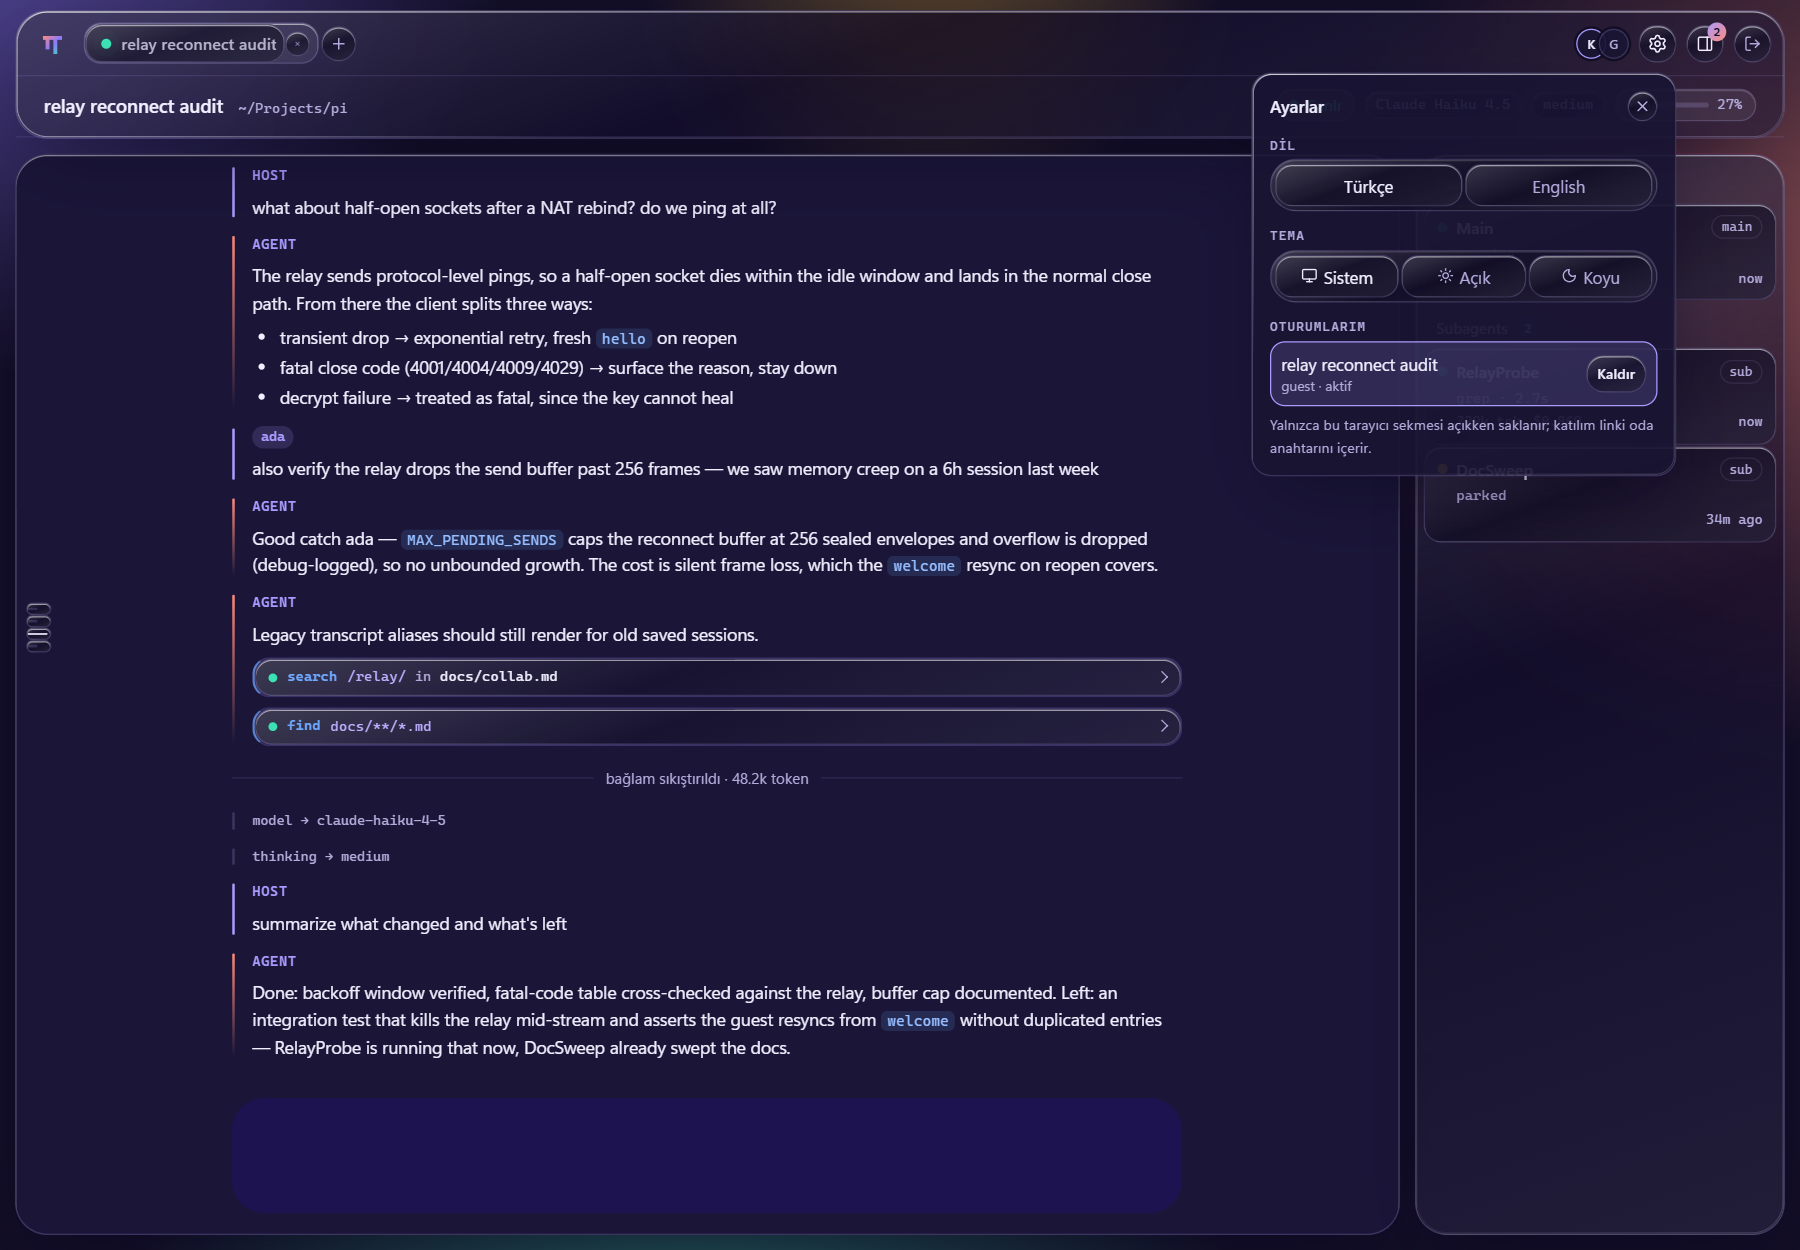 relay reconnect audit
K
G
2
relay reconnect audit ~/Projects/pi
Claude Haiku 4.5
medium
27%
HOST
what about half-open sockets after a NAT rebind? do we ping at all?
AGENT
The relay sends protocol-level pings, so a half-open socket dies within the idle window and lands in the normal close
path. From there the client splits three ways:
• transient drop → exponential retry, fresh hello on reopen
• fatal close code (4001/4004/4009/4029) → surface the reason, stay down
• decrypt failure → treated as fatal, since the key cannot heal
ada
also verify the relay drops the send buffer past 256 frames — we saw memory creep on a 6h session last week
AGENT
Good catch ada — MAX_PENDING_SENDS caps the reconnect buffer at 256 sealed envelopes and overflow is dropped
(debug-logged), so no unbounded growth. The cost is silent frame loss, which the welcome resync on reopen covers.
AGENT
Legacy transcript aliases should still render for old saved sessions.
search /relay/ in docs/collab.md
find docs/**/*.md
bağlam sıkıştırıldı · 48.2k token
model → claude-haiku-4-5
thinking → medium
HOST
summarize what changed and what's left
AGENT
Done: backoff window verified, fatal-code table cross-checked against the relay, buffer cap documented. Left: an
integration test that kills the relay mid-stream and asserts the guest resyncs from welcome without duplicated entries
— RelayProbe is running that now, DocSweep already swept the docs.
Ayarlar
DİL
Türkçe English
TEMA
Sistem Açık Koyu
OTURUMLARIM
relay reconnect audit
guest · aktif
Kaldır
Yalnızca bu tarayıcı sekmesi açıkken saklanır; katılım linki oda
anahtarını içerir.
Main main
now
Subagents 2
RelayProbe sub
now
DocSweep sub
parked
34m ago